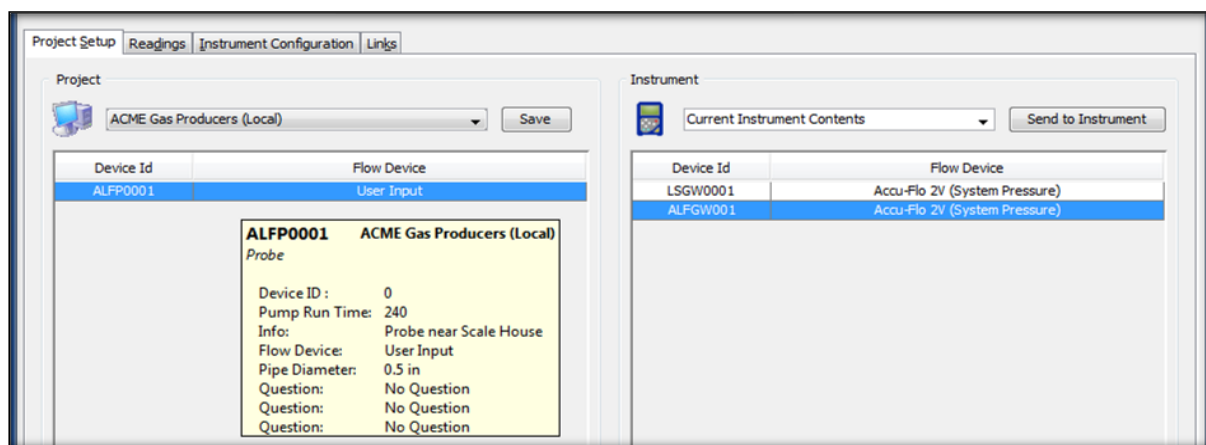 Project Setup Readings Instrument Configuration Links
Project
ACME Gas Producers (Local) Save
Device Id Flow Device
ALFP0001 User Input
ALFP0001 ACME Gas Producers (Local)
Probe
Device ID : 0
Pump Run Time: 240
Info: Probe near Scale House
Flow Device: User Input
Pipe Diameter: 0.5 in
Question: No Question
Question: No Question
Question: No Question
Instrument
Current Instrument Contents Send to Instrument
Device Id Flow Device
LSGW0001 Accu-Flo 2V (System Pressure)
ALFGW001 Accu-Flo 2V (System Pressure)